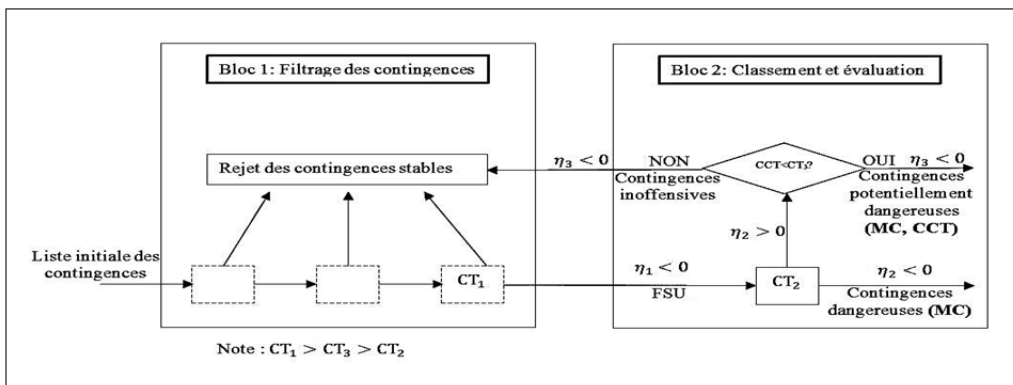 Bloc 1: Filtrage des contingences
Bloc 2: Classement et évaluation
Rejet des contingences stables
η₃ < 0
NON
Contingences
inoffensives
CCT<CT₃?
OUI
η₃ < 0
Contingences
potentiellement
dangereuses
(MC, CCT)
η₂ > 0
Liste initiale des
contingences
CT₁
η₁ < 0
FSU
CT₂
η₂ < 0
Contingences
dangereuses (MC)
Note : CT₁ > CT₃ > CT₂